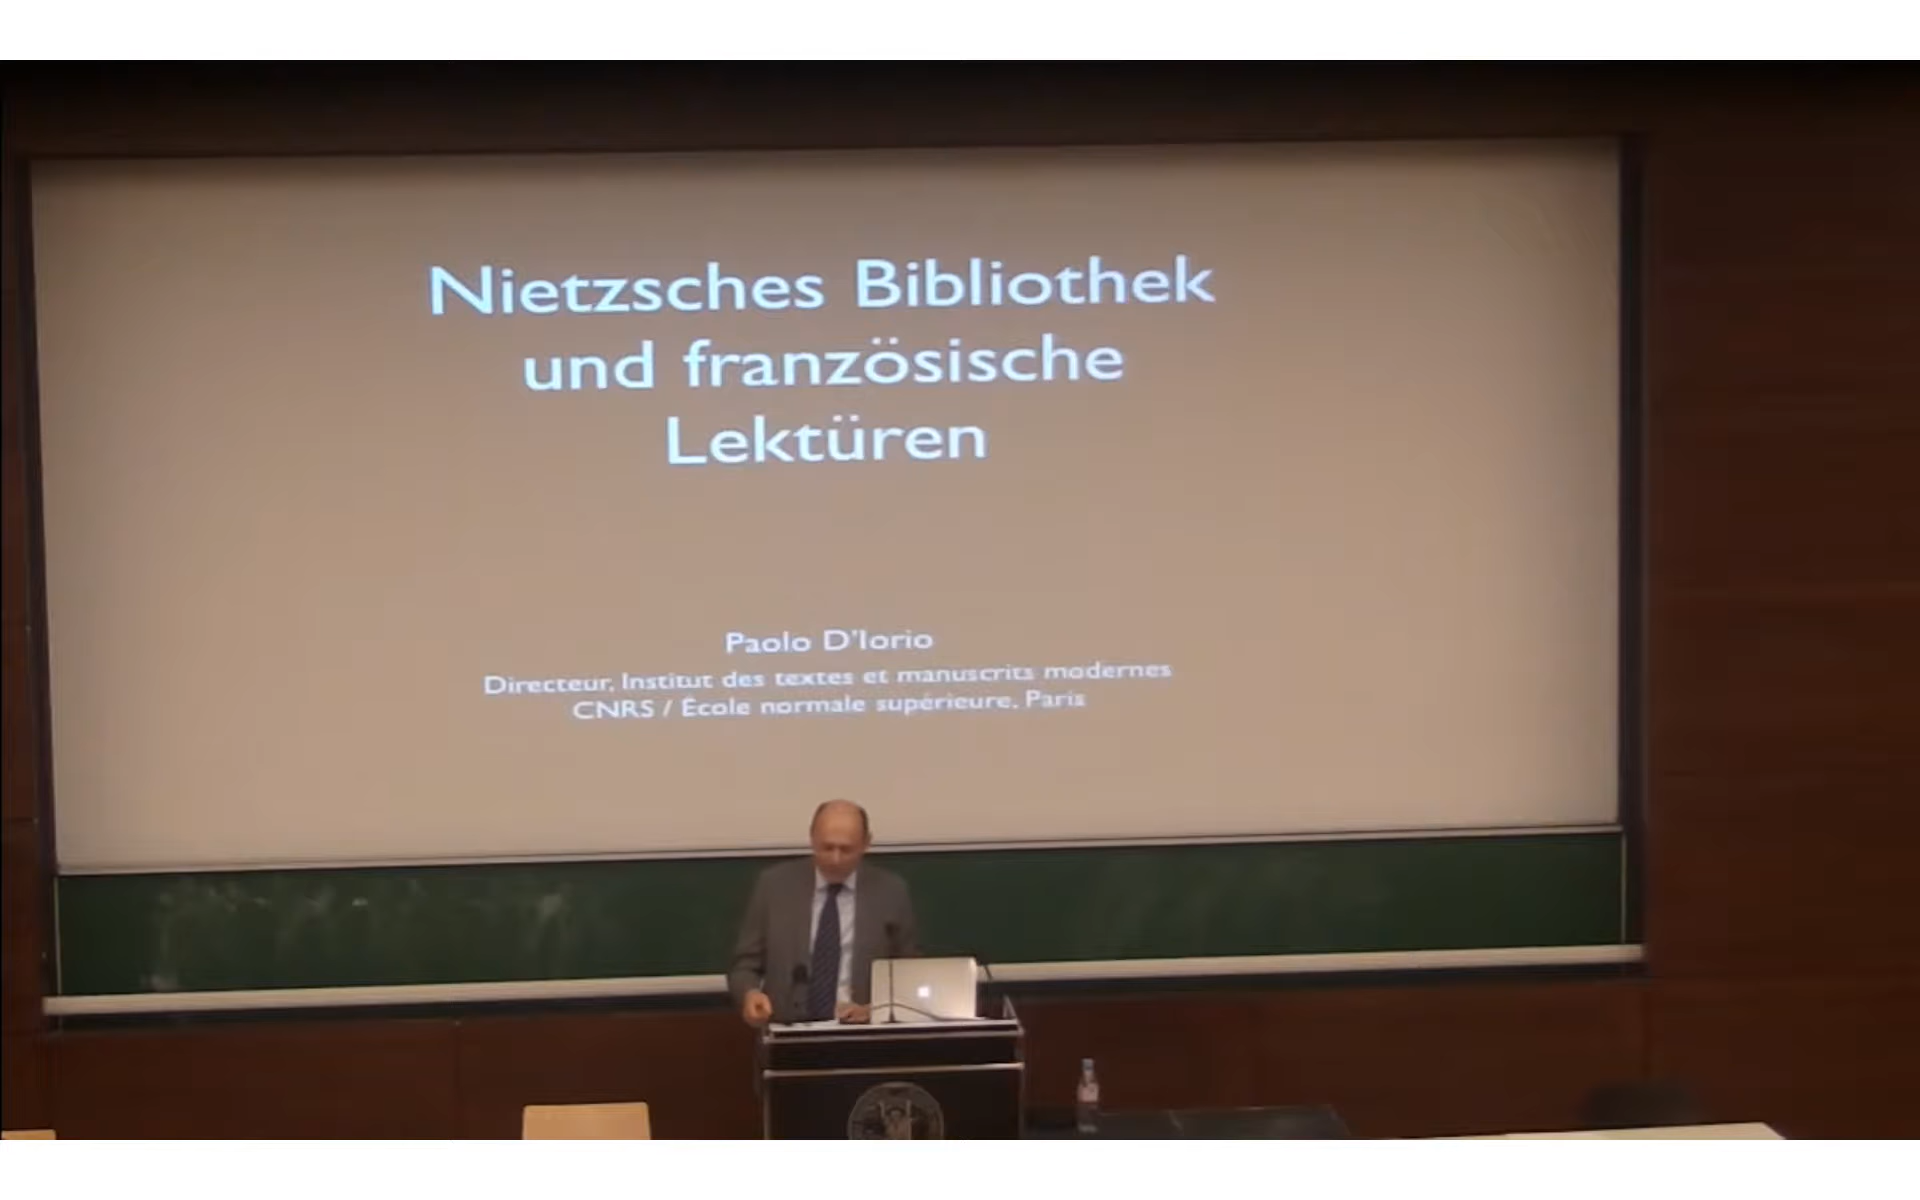 Nietzsches Bibliothek
und französische
Lektüren
Paolo D'Iorio
Directeur, Institut des textes et manuscrits modernes
CNRS / École normale supérieure, Paris